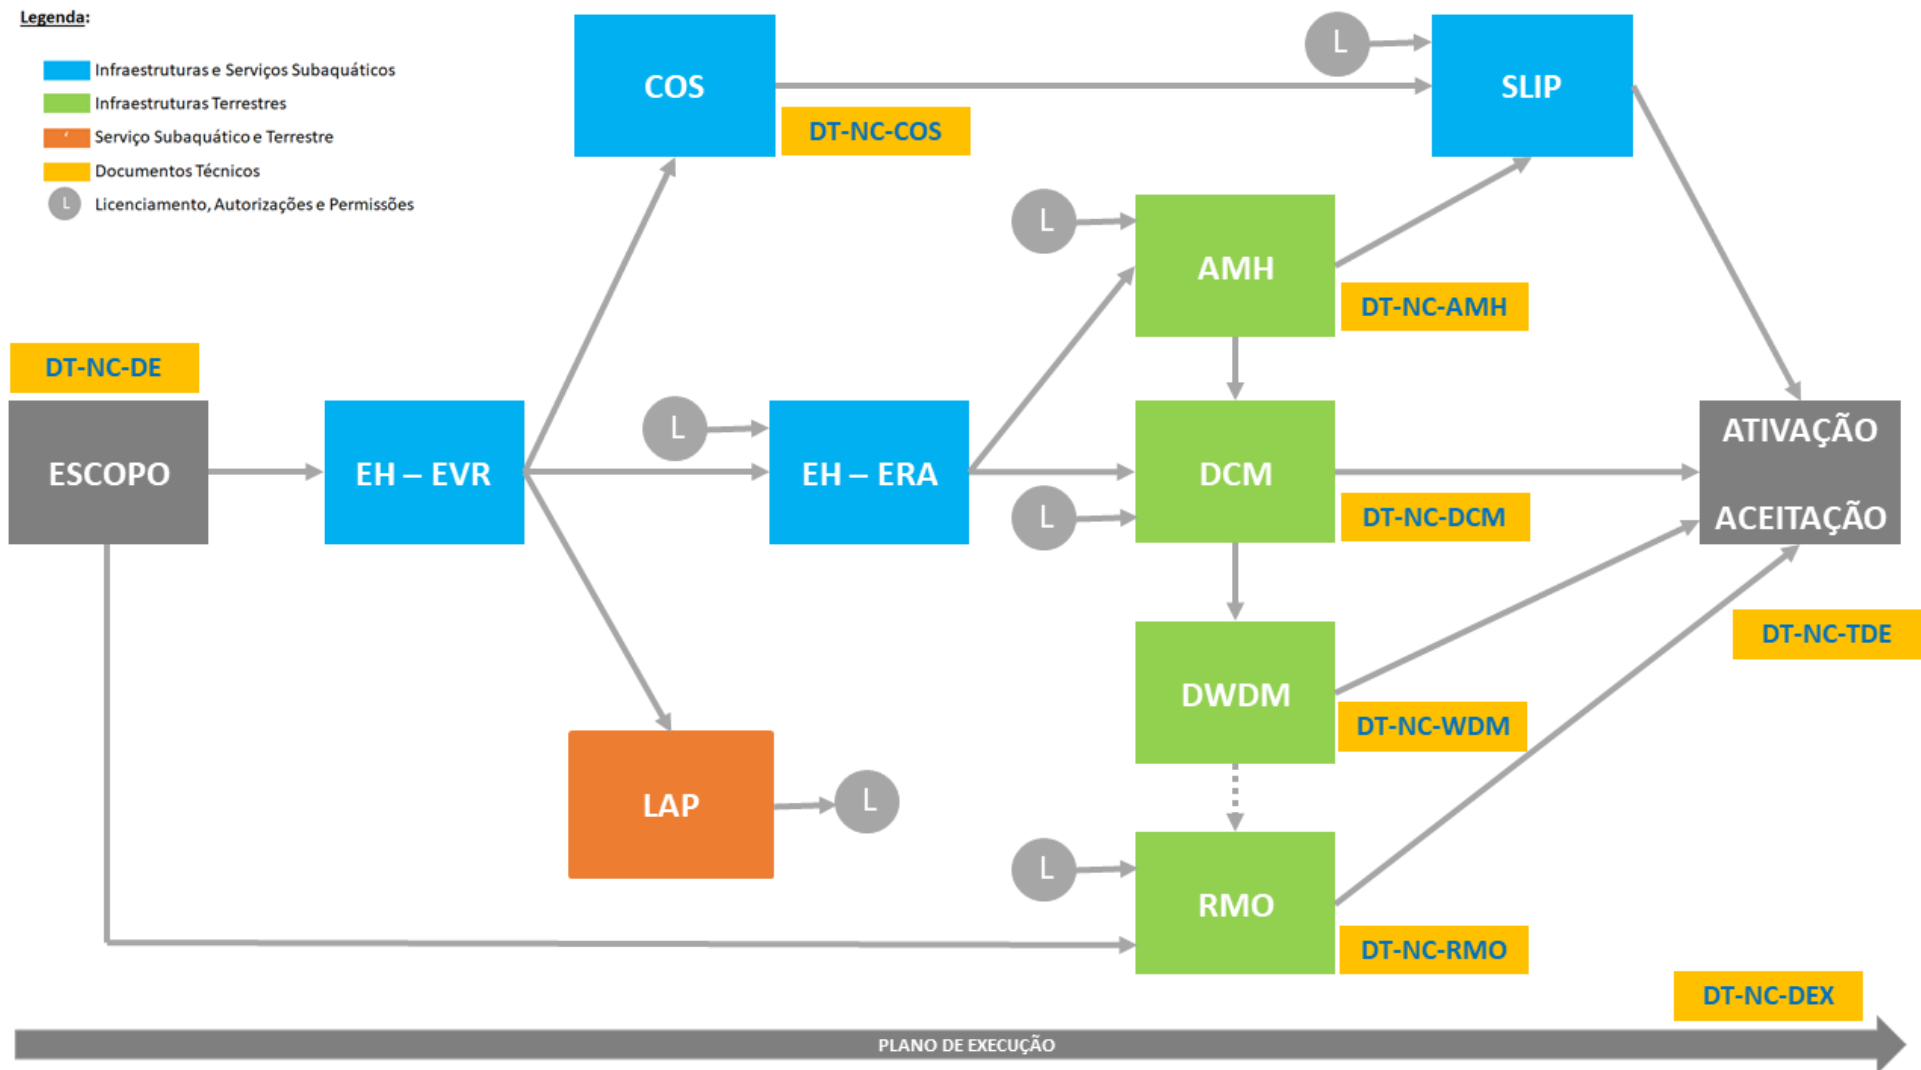 Legenda:
Infraestruturas e Serviços Subaquáticos
Infraestruturas Terrestres
Serviço Subaquático e Terrestre
Documentos Técnicos
L
Licenciamento, Autorizações e Permissões
COS
DT-NC-COS
L
SLIP
L
AMH
DT-NC-AMH
DT-NC-DE
ESCOPO
EH – EVR
L
EH – ERA
L
DCM
DT-NC-DCM
ATIVAÇÃO
ACEITAÇÃO
DT-NC-TDE
DWDM
DT-NC-WDM
LAP
L
L
RMO
DT-NC-RMO
DT-NC-DEX
PLANO DE EXECUÇÃO